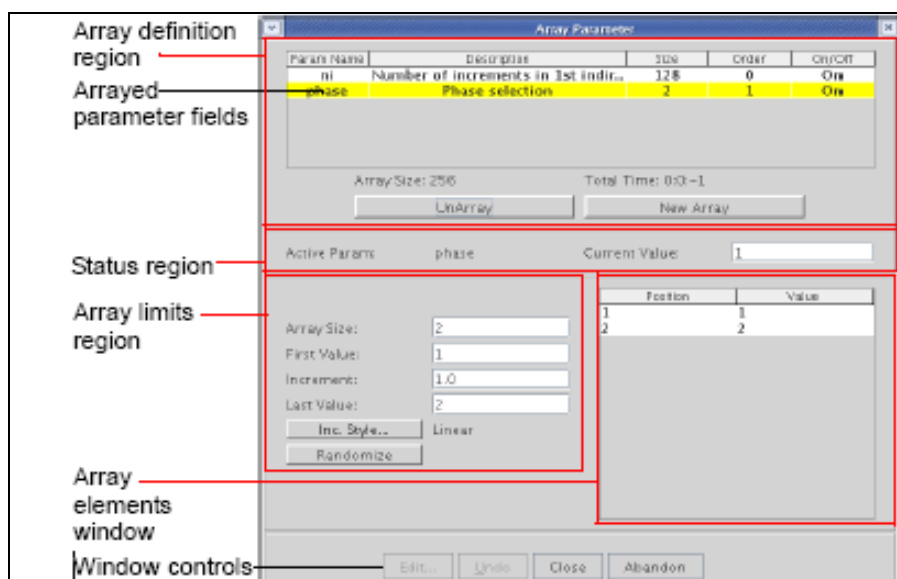 Array Parameter
Array definition
region
Arrayed
parameter fields
Param Name Description Size Order On/Off
ni Number of increments in 1st indir... 128 0 On
phase Phase selection 2 1 On
Array Size: 256 Total Time: 0:0:-1
UnArray New Array
Status region
Active Param: phase Current Value: 1
Array limits
region
Array Size: 2
First Value: 1
Increment: 1.0
Last Value: 2
Inc. Style... Linear
Randomize
Position Value
1 1
2 2
Array
elements
window
Window controls
Edit... Undo Close Abandon